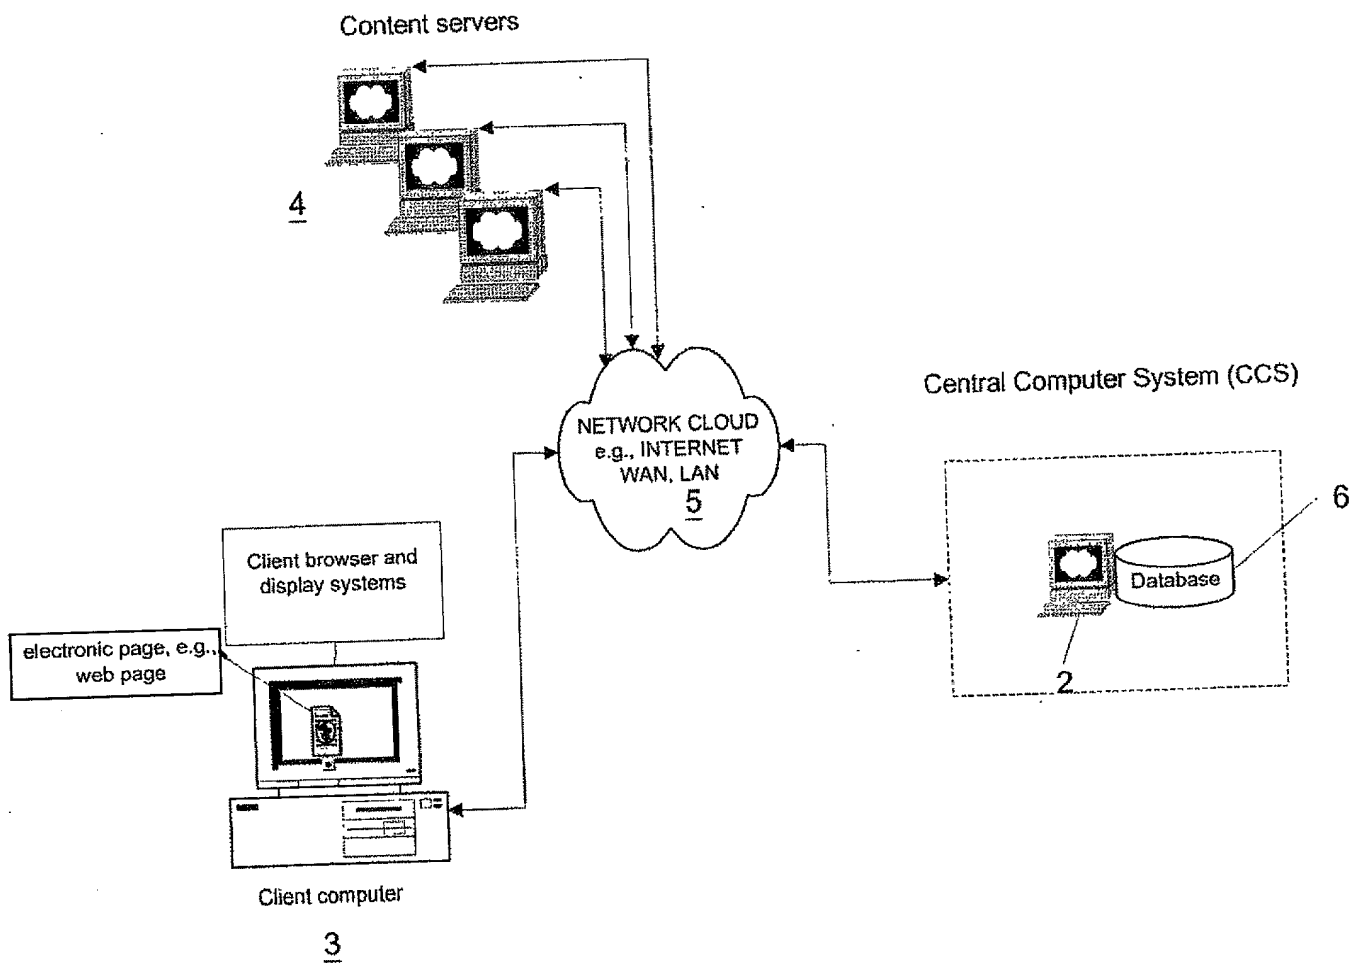 Content servers
4
NETWORK CLOUD
e.g., INTERNET
WAN, LAN
5
Central Computer System (CCS)
6
Database
2
Client browser and
display systems
electronic page, e.g.,
web page
Client computer
3